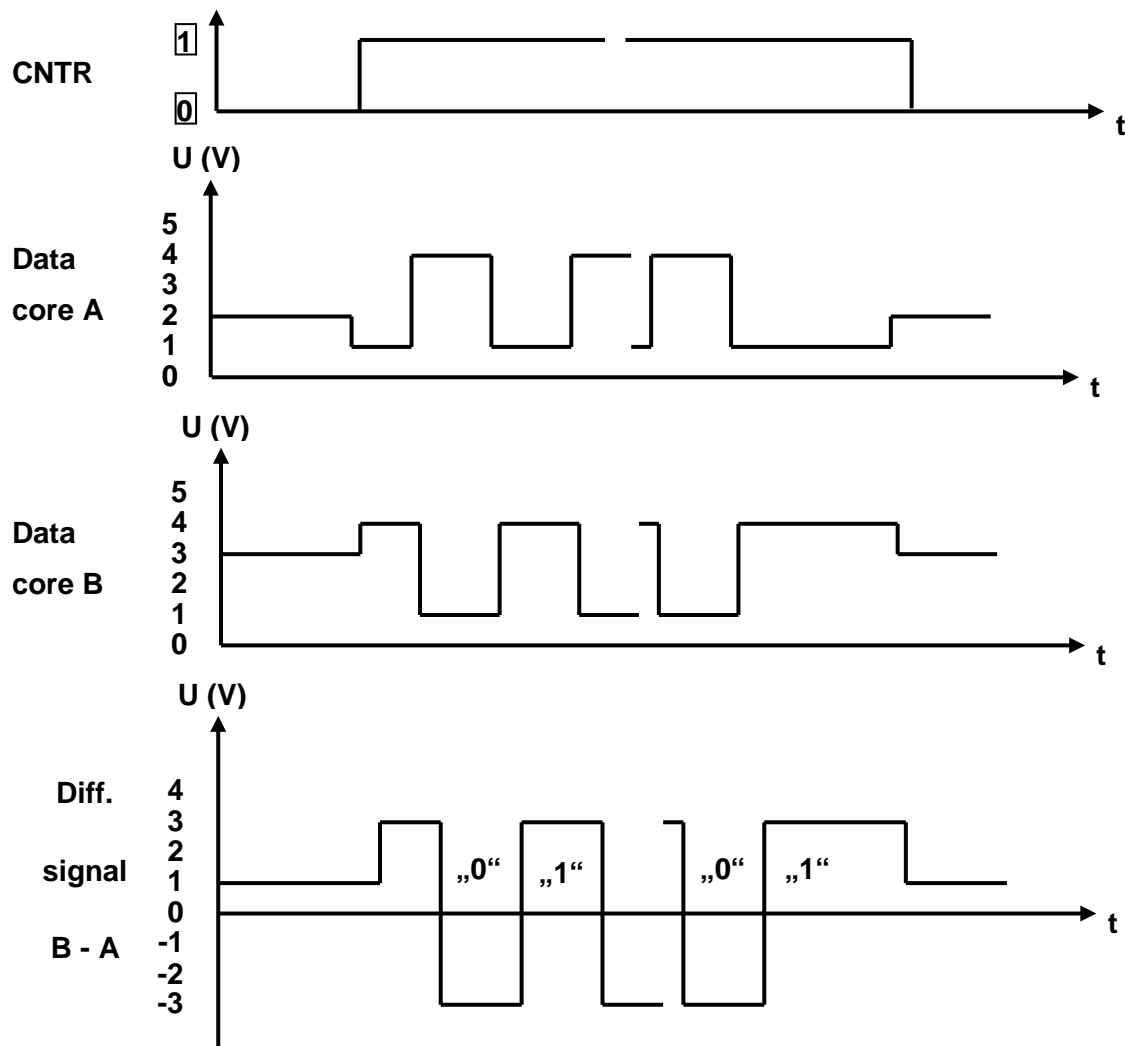 1
CNTR
0
t
U (V)
5
Data
4
3
core A
2
1
0
t
U (V)
5
4
Data
3
core B
2
1
0
t
U (V)
Diff.
4
3
2
signal
„0“ „1“ „0“ „1“
1
0
t
B - A
-1
-2
-3